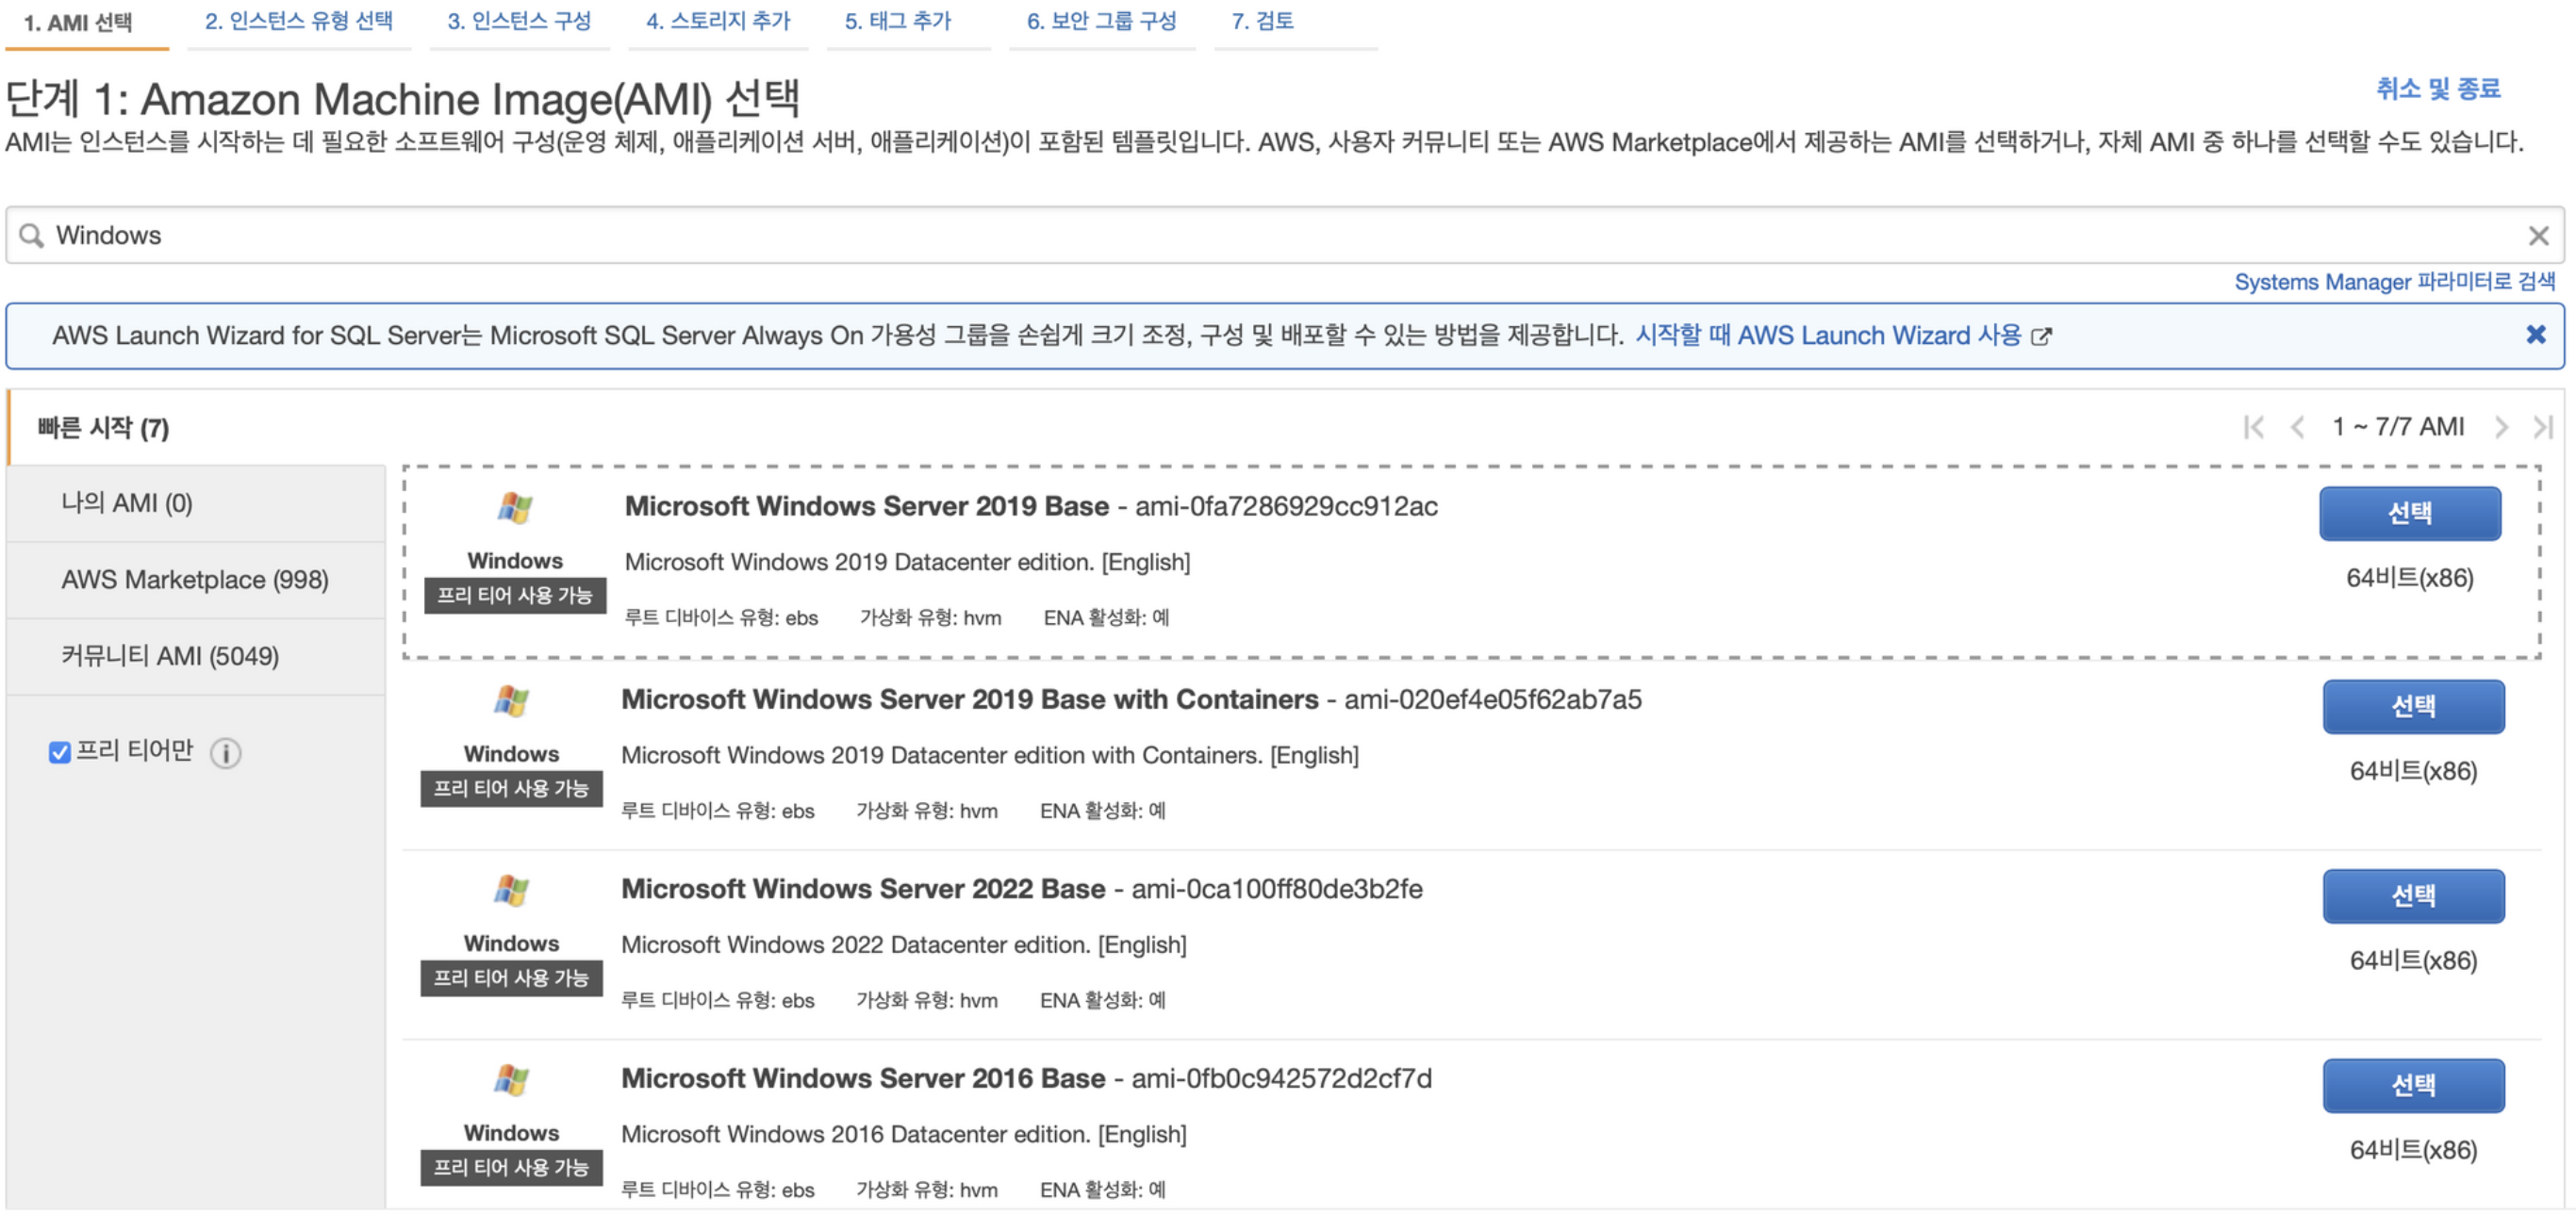 1. AMI 선택 2. 인스턴스 유형 선택 3. 인스턴스 구성 4. 스토리지 추가 5. 태그 추가 6. 보안 그룹 구성 7. 검토
단계 1: Amazon Machine Image(AMI) 선택
취소 및 종료
AMI는 인스턴스를 시작하는 데 필요한 소프트웨어 구성(운영 체제, 애플리케이션 서버, 애플리케이션)이 포함된 템플릿입니다. AWS, 사용자 커뮤니티 또는 AWS Marketplace에서 제공하는 AMI를 선택하거나, 자체 AMI 중 하나를 선택할 수도 있습니다.
Windows
Systems Manager 파라미터로 검색
AWS Launch Wizard for SQL Server는 Microsoft SQL Server Always On 가용성 그룹을 손쉽게 크기 조정, 구성 및 배포할 수 있는 방법을 제공합니다. 시작할 때 AWS Launch Wizard 사용
빠른 시작 (7)
1 ~ 7/7 AMI
나의 AMI (0)
AWS Marketplace (998)
커뮤니티 AMI (5049)
프리 티어만
Microsoft Windows Server 2019 Base - ami-0fa7286929cc912ac
선택
Windows
Microsoft Windows 2019 Datacenter edition. [English]
64비트(x86)
프리 티어 사용 가능
루트 디바이스 유형: ebs 가상화 유형: hvm ENA 활성화: 예
Microsoft Windows Server 2019 Base with Containers - ami-020ef4e05f62ab7a5
선택
Windows
Microsoft Windows 2019 Datacenter edition with Containers. [English]
64비트(x86)
프리 티어 사용 가능
루트 디바이스 유형: ebs 가상화 유형: hvm ENA 활성화: 예
Microsoft Windows Server 2022 Base - ami-0ca100ff80de3b2fe
선택
Windows
Microsoft Windows 2022 Datacenter edition. [English]
64비트(x86)
프리 티어 사용 가능
루트 디바이스 유형: ebs 가상화 유형: hvm ENA 활성화: 예
Microsoft Windows Server 2016 Base - ami-0fb0c942572d2cf7d
선택
Windows
Microsoft Windows 2016 Datacenter edition. [English]
64비트(x86)
프리 티어 사용 가능
루트 디바이스 유형: ebs 가상화 유형: hvm ENA 활성화: 예